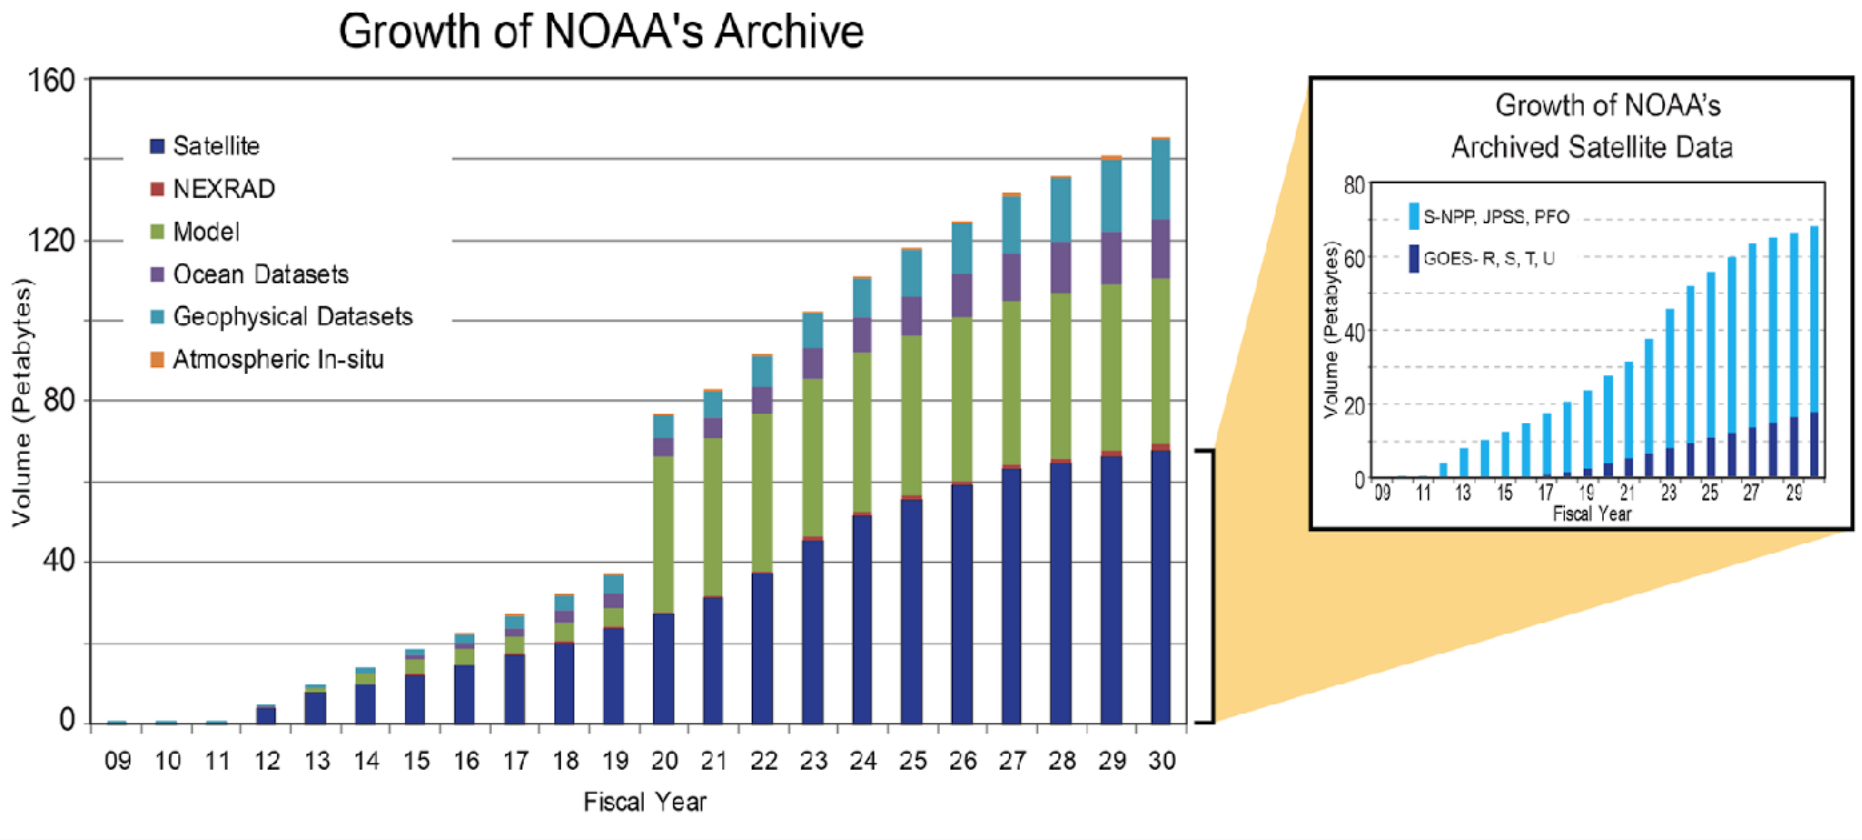 Growth of NOAA's Archive
160
120
80
40
0
Volume (Petabytes)
Satellite
NEXRAD
Model
Ocean Datasets
Geophysical Datasets
Atmospheric In-situ
09 10 11 12 13 14 15 16 17 18 19 20 21 22 23 24 25 26 27 28 29 30
Fiscal Year
Growth of NOAA's
Archived Satellite Data
80
60
40
20
0
Volume (Petabytes)
S-NPP, JPSS, PFO
GOES- R, S, T, U
09 11 13 15 17 19 21 23 25 27 29
Fiscal Year